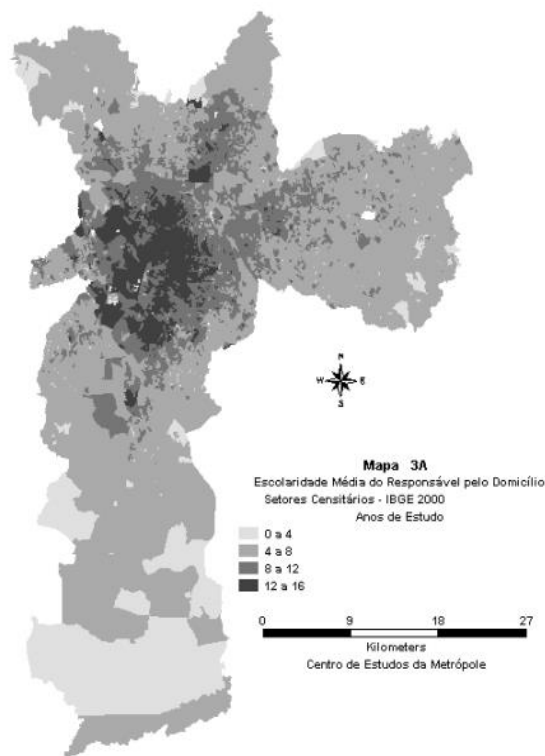 N
W E
S
Mapa 3A
Escolaridade Média do Responsável pelo Domicílio
Setores Censitários - IBGE 2000
Anos de Estudo
0 a 4
4 a 8
8 a 12
12 a 16
0 9 18 27
Kilometers
Centro de Estudos da Metrópole